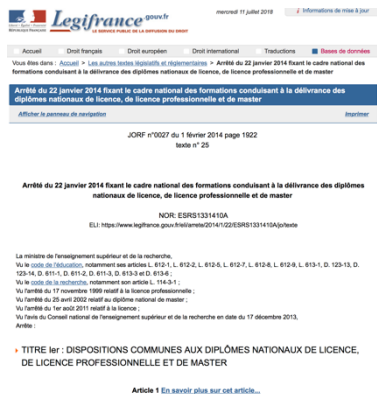 Liberté • Égalité • Fraternité
RÉPUBLIQUE FRANÇAISE
Legifrance.gouv.fr
LE SERVICE PUBLIC DE LA DIFFUSION DU DROIT
mercredi 11 juillet 2018
Informations de mise à jour
Accueil Droit français Droit européen Droit international Traductions Bases de données
Vous êtes dans : Accueil > Les autres textes législatifs et réglementaires > Arrêté du 22 janvier 2014 fixant le cadre national des
formations conduisant à la délivrance des diplômes nationaux de licence, de licence professionnelle et de master
Arrêté du 22 janvier 2014 fixant le cadre national des formations conduisant à la délivrance des
diplômes nationaux de licence, de licence professionnelle et de master
Afficher le panneau de navigation Imprimer
JORF n°0027 du 1 février 2014 page 1922
texte n° 25
Arrêté du 22 janvier 2014 fixant le cadre national des formations conduisant à la délivrance des diplômes
nationaux de licence, de licence professionnelle et de master
NOR: ESRS1331410A
ELI: https://www.legifrance.gouv.fr/eli/arrete/2014/1/22/ESRS1331410A/jo/texte
La ministre de l'enseignement supérieur et de la recherche,
Vu le code de l'éducation, notamment ses articles L. 612-1, L. 612-2, L. 612-5, L. 612-7, L. 612-8, L. 612-9, L. 613-1, D. 123-13, D.
123-14, D. 611-1, D. 611-2, D. 611-3, D. 613-3 et D. 613-6 ;
Vu le code de la recherche, notamment son article L. 114-3-1 ;
Vu l'arrêté du 17 novembre 1999 relatif à la licence professionnelle ;
Vu l'arrêté du 25 avril 2002 relatif au diplôme national de master ;
Vu l'arrêté du 1er août 2011 relatif à la licence ;
Vu l'avis du Conseil national de l'enseignement supérieur et de la recherche en date du 17 décembre 2013,
Arrête :
TITRE Ier : DISPOSITIONS COMMUNES AUX DIPLÔMES NATIONAUX DE LICENCE,
DE LICENCE PROFESSIONNELLE ET DE MASTER
Article 1 En savoir plus sur cet article...